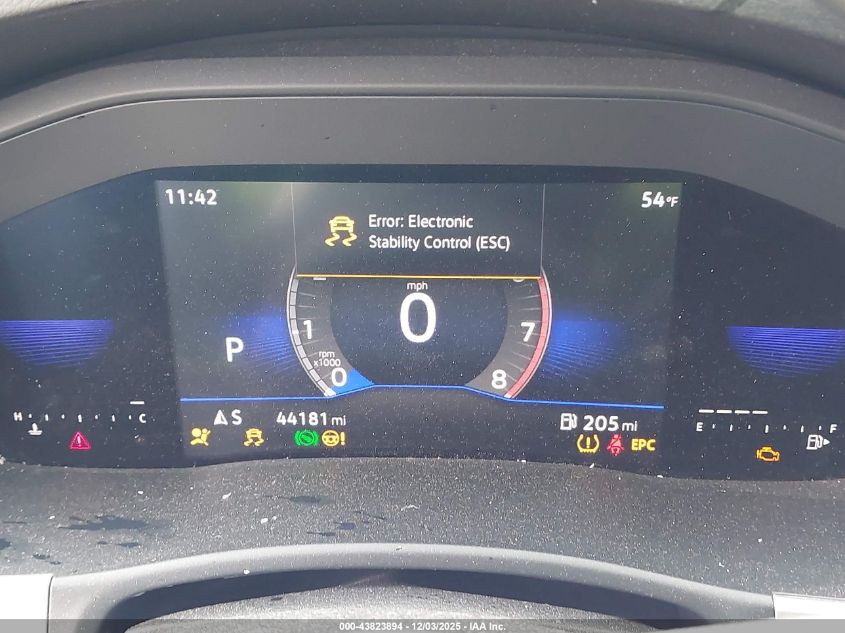 11:42
54°F
Error: Electronic
Stability Control (ESC)
mph
0
1
7
P
rpm
x1000
0
8
H
C
S
44181 mi
205 mi
E
F
EPC
000-43823894 - 12/03/2025 - IAA Inc.